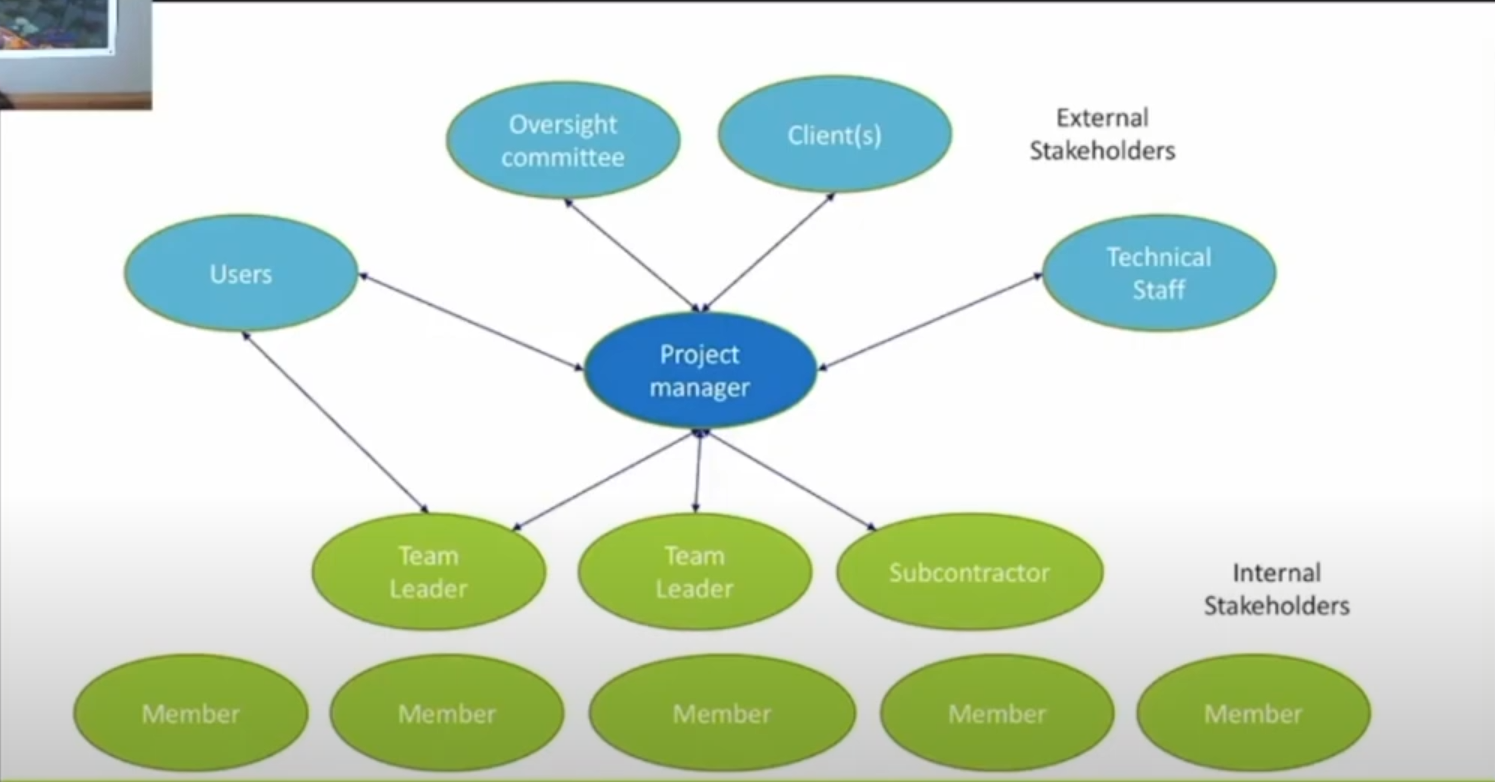 Oversight
committee
Client(s)
External
Stakeholders
Users
Technical
Staff
Project
manager
Team
Leader
Team
Leader
Subcontractor
Internal
Stakeholders
Member
Member
Member
Member
Member